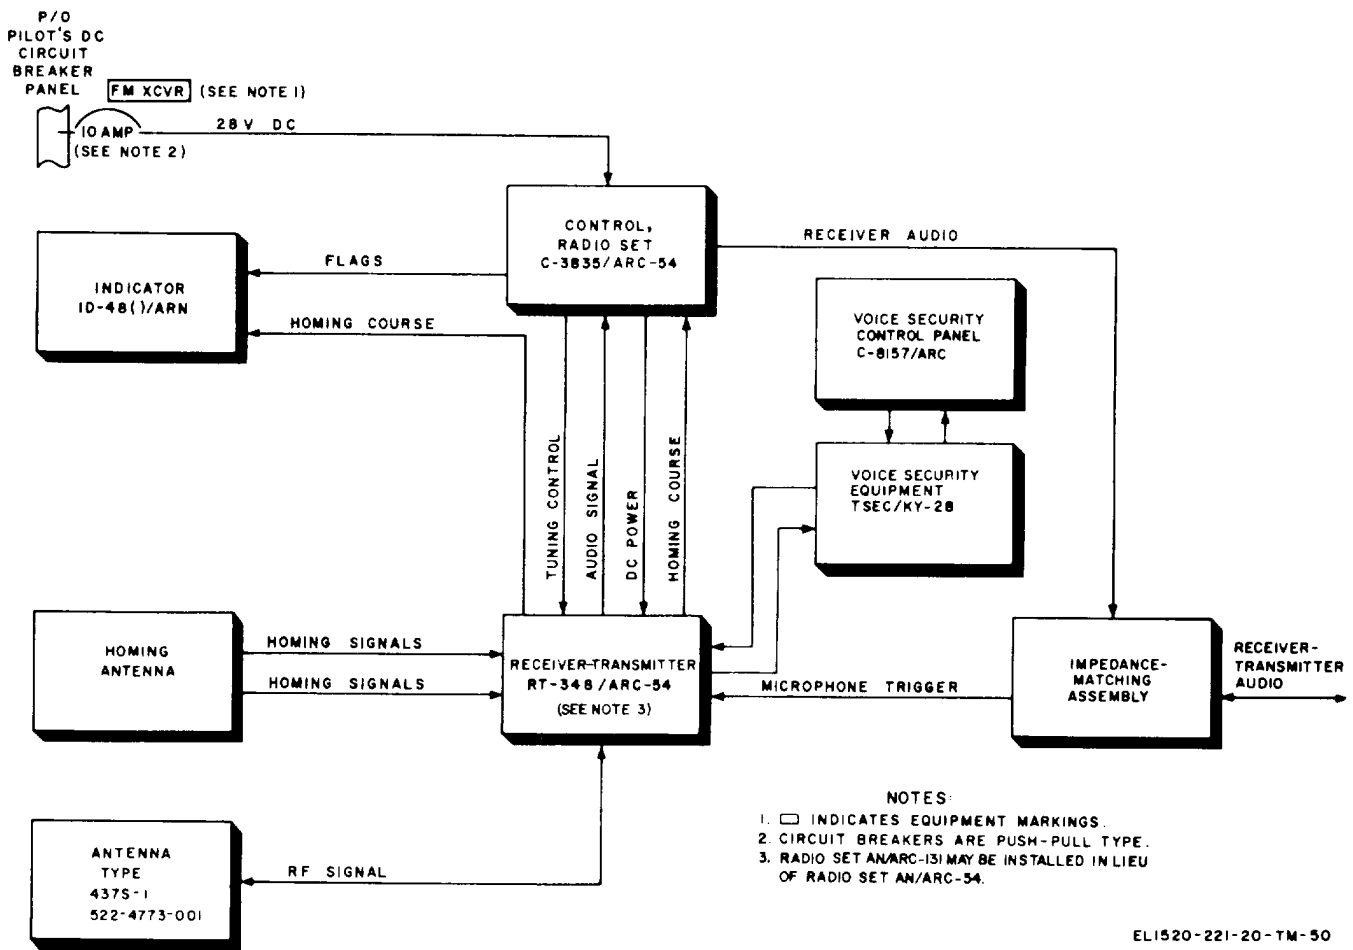 P/O
PILOT'S DC
CIRCUIT
BREAKER
PANEL
FM XCVR (SEE NOTE 1)
10 AMP
(SEE NOTE 2)
28 V DC
CONTROL,
RADIO SET
C-3835/ARC-54
RECEIVER AUDIO
INDICATOR
ID-48()/ARN
FLAGS
HOMING COURSE
VOICE SECURITY
CONTROL PANEL
C-8157/ARC
VOICE SECURITY
EQUIPMENT
TSEC/KY-28
TUNING CONTROL
AUDIO SIGNAL
DC POWER
HOMING COURSE
HOMING
ANTENNA
HOMING SIGNALS
HOMING SIGNALS
RECEIVER-TRANSMITTER
RT-348/ARC-54
(SEE NOTE 3)
MICROPHONE TRIGGER
IMPEDANCE-
MATCHING
ASSEMBLY
RECEIVER-
TRANSMITTER
AUDIO
ANTENNA
TYPE
437S-1
522-4773-001
RF SIGNAL
NOTES:
1. INDICATES EQUIPMENT MARKINGS.
2. CIRCUIT BREAKERS ARE PUSH-PULL TYPE.
3. RADIO SET AN/ARC-131 MAY BE INSTALLED IN LIEU
OF RADIO SET AN/ARC-54.
EL1520-221-20-TM-50